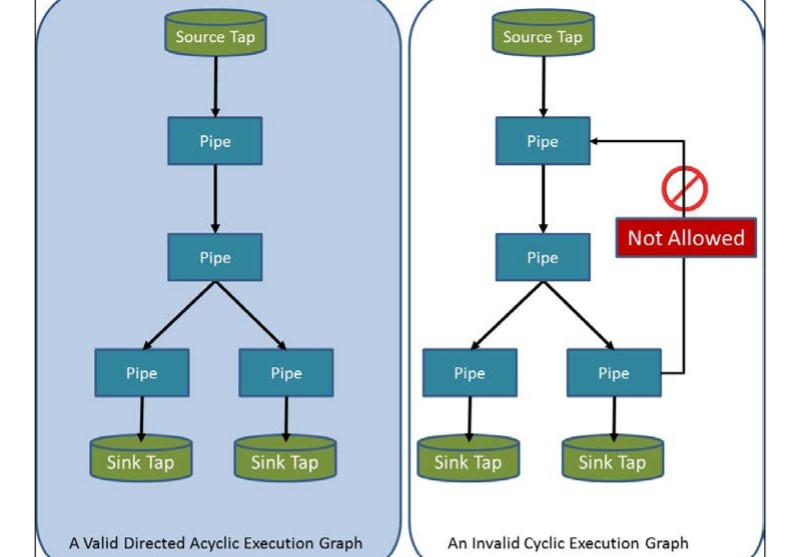 Source Tap
Pipe
Pipe
Pipe
Pipe
Sink Tap
Sink Tap
A Valid Directed Acyclic Execution Graph
Source Tap
Pipe
Not Allowed
Pipe
Pipe
Pipe
Sink Tap
Sink Tap
An Invalid Cyclic Execution Graph